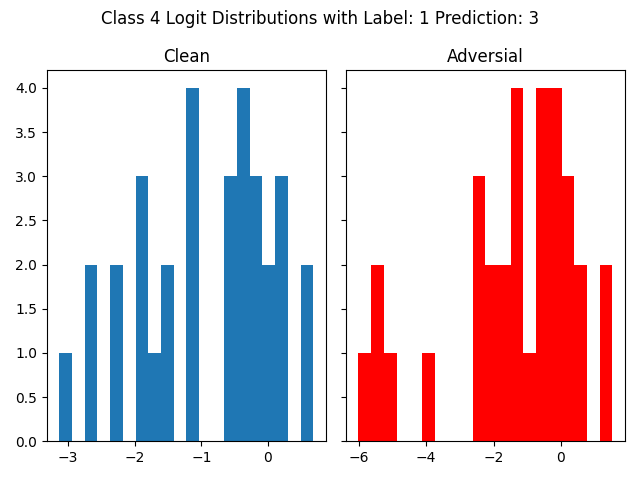 Class 4 Logit Distributions with Label: 1 Prediction: 3
Clean
Adversial
4.0
3.5
3.0
2.5
2.0
1.5
1.0
0.5
0.0
−3 −2 −1 0
−6 −4 −2 0